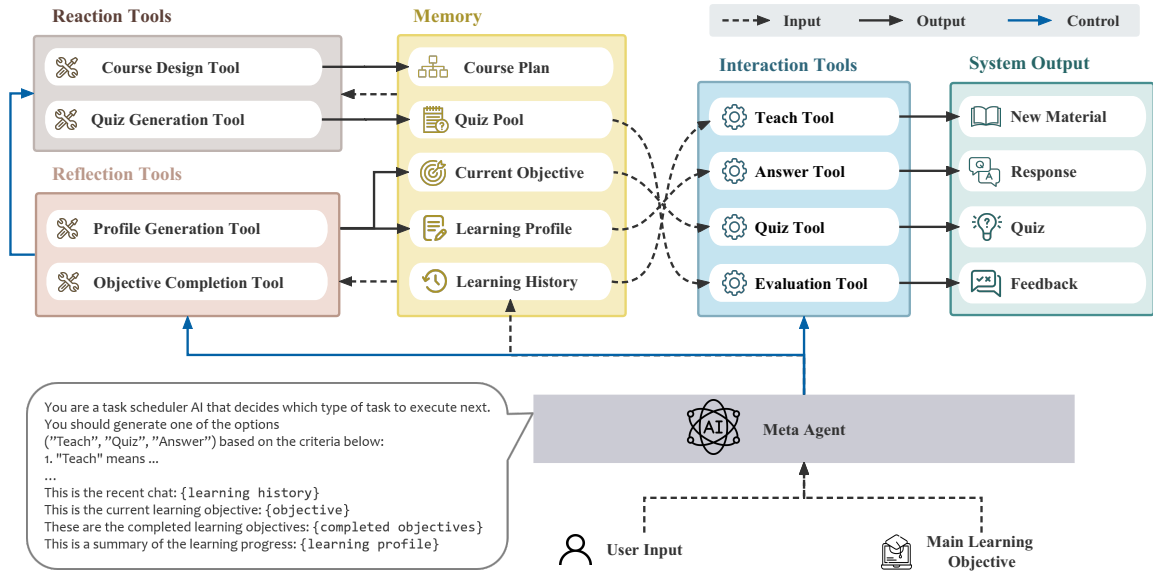 Reaction Tools
Course Design Tool
Quiz Generation Tool
Reflection Tools
Profile Generation Tool
Objective Completion Tool
Memory
Course Plan
Quiz Pool
Current Objective
Learning Profile
Learning History
Input
Output
Control
Interaction Tools
Teach Tool
Answer Tool
Quiz Tool
Evaluation Tool
System Output
New Material
Q
A
Response
Quiz
Feedback
You are a task scheduler AI that decides which type of task to execute next.
You should generate one of the options
(”Teach”, ”Quiz”, ”Answer”) based on the criteria below:
1. "Teach" means ...
...
This is the recent chat: {learning history}
This is the current learning objective: {objective}
These are the completed learning objectives: {completed objectives}
This is a summary of the learning progress: {learning profile}
AI
Meta Agent
User Input
Main Learning
Objective